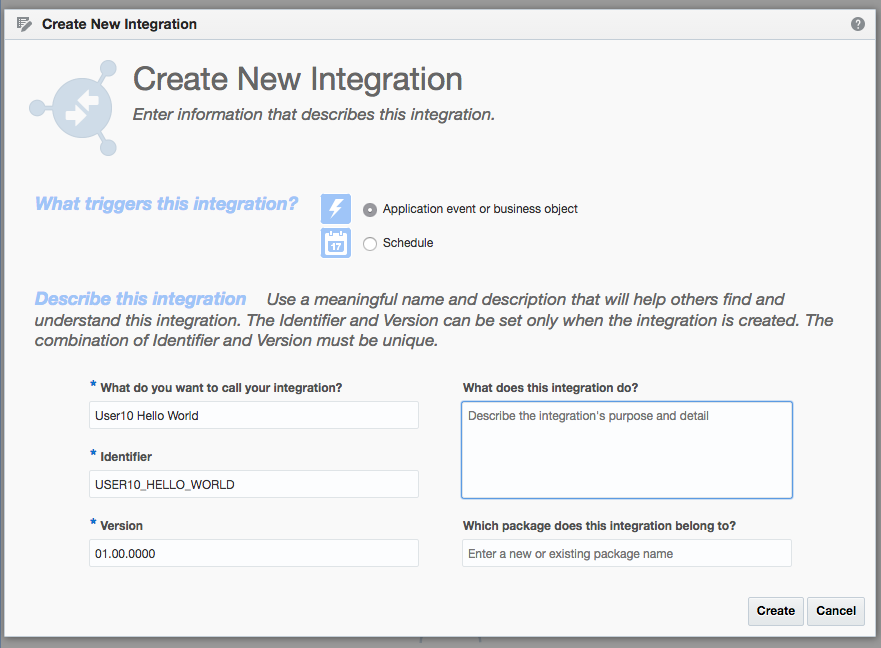 Create New Integration
?
Create New Integration
Enter information that describes this integration.
What triggers this integration?
Application event or business object
17
Schedule
Describe this integration Use a meaningful name and description that will help others find and
understand this integration. The Identifier and Version can be set only when the integration is created. The
combination of Identifier and Version must be unique.
* What do you want to call your integration?
User10 Hello World
* Identifier
USER10_HELLO_WORLD
* Version
01.00.0000
What does this integration do?
Describe the integration's purpose and detail
Which package does this integration belong to?
Enter a new or existing package name
Create Cancel